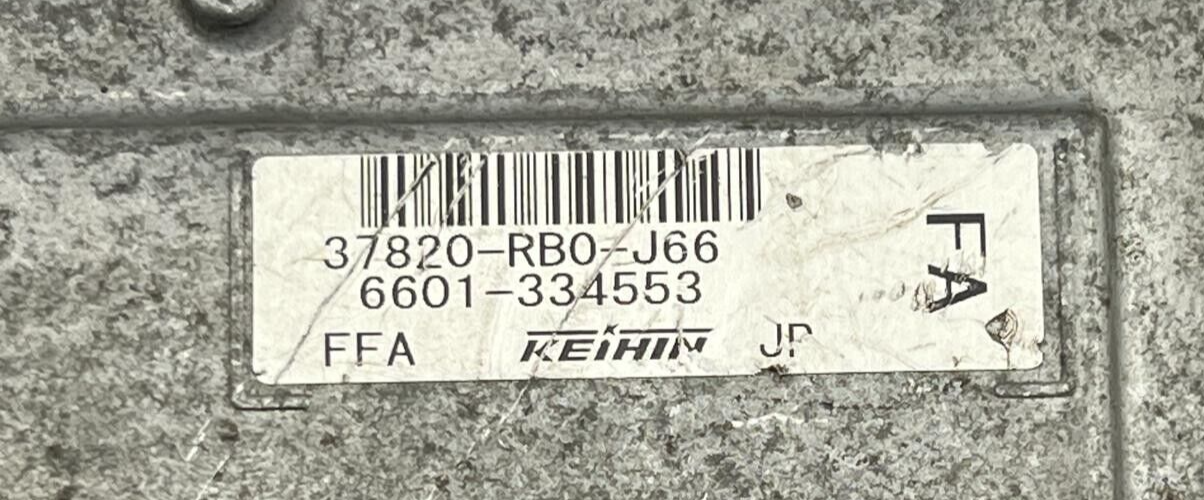 37820-RB0-J66
6601-334553
FFA KEIHIN JP
FA